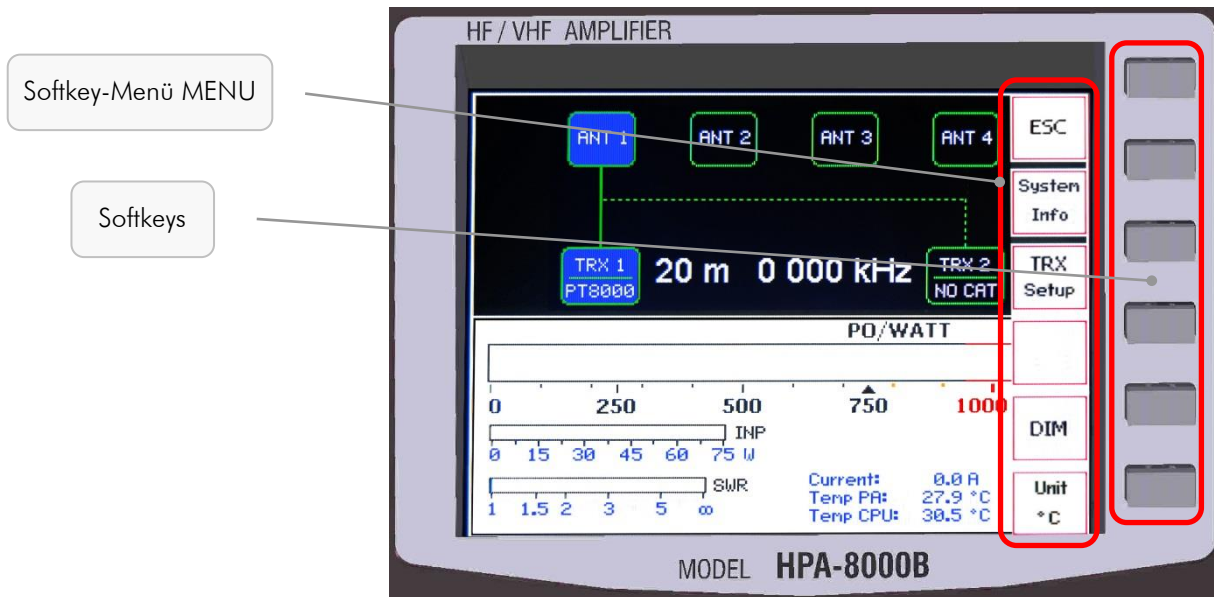 HF / VHF AMPLIFIER
Softkey-Menü MENU
Softkeys
ANT 1 ANT 2 ANT 3 ANT 4
ESC
System
Info
TRX 1
PT8000
20 m 0 000 kHz
TRX 2
NO CAT
TRX
Setup
PO/WATT
0 250 500 750 1000
INP
0 15 30 45 60 75 W
SWR
1 1.5 2 3 5 ∞
Current: 0.0 A
Temp PA: 27.9 °C
Temp CPU: 30.5 °C
DIM
Unit
°C
MODEL HPA-8000B